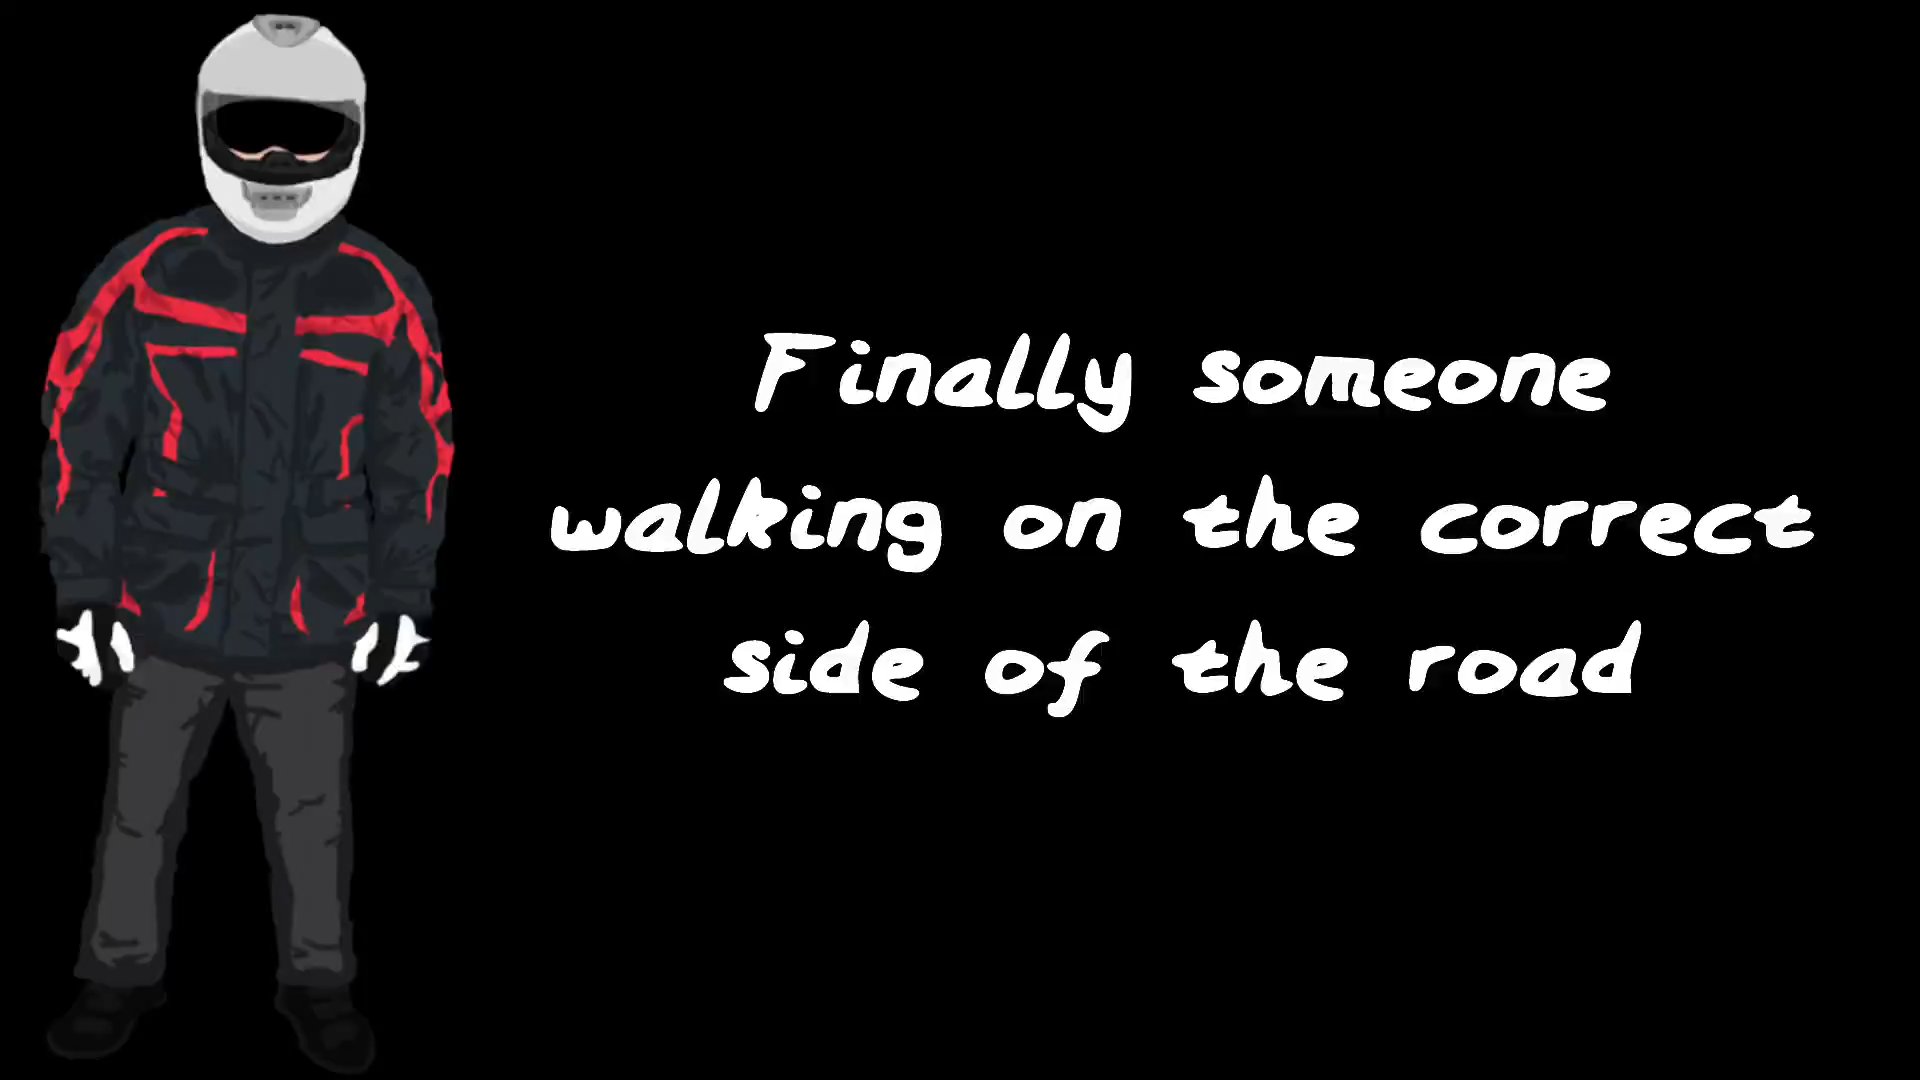 Finally someone
walking on the correct
side of the road